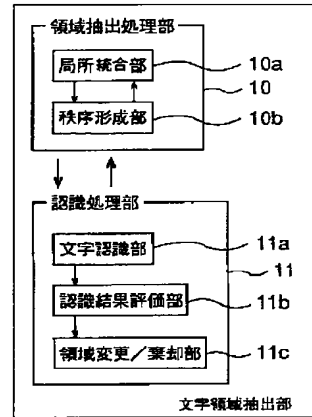 領域抽出処理部
局所統合部
10a
10
秩序形成部
10b
認識処理部
文字認識部
11a
11
認識結果評価部
11b
領域変更/棄却部
11c
文字領域抽出部